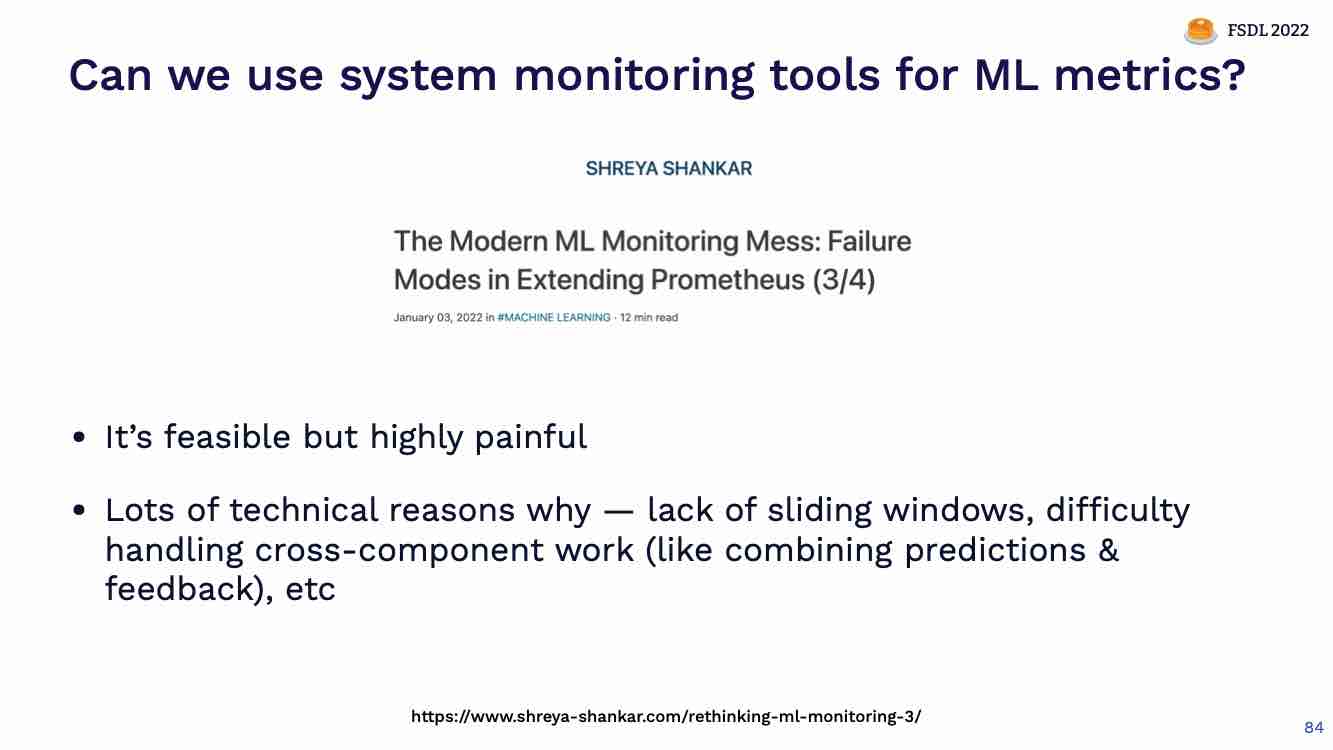 FSDL 2022
Can we use system monitoring tools for ML metrics?
SHREYA SHANKAR
The Modern ML Monitoring Mess: Failure
Modes in Extending Prometheus (3/4)
January 03, 2022 in #MACHINE LEARNING · 12 min read
• It’s feasible but highly painful
• Lots of technical reasons why — lack of sliding windows, difficulty
handling cross-component work (like combining predictions &
feedback), etc
https://www.shreya-shankar.com/rethinking-ml-monitoring-3/
84